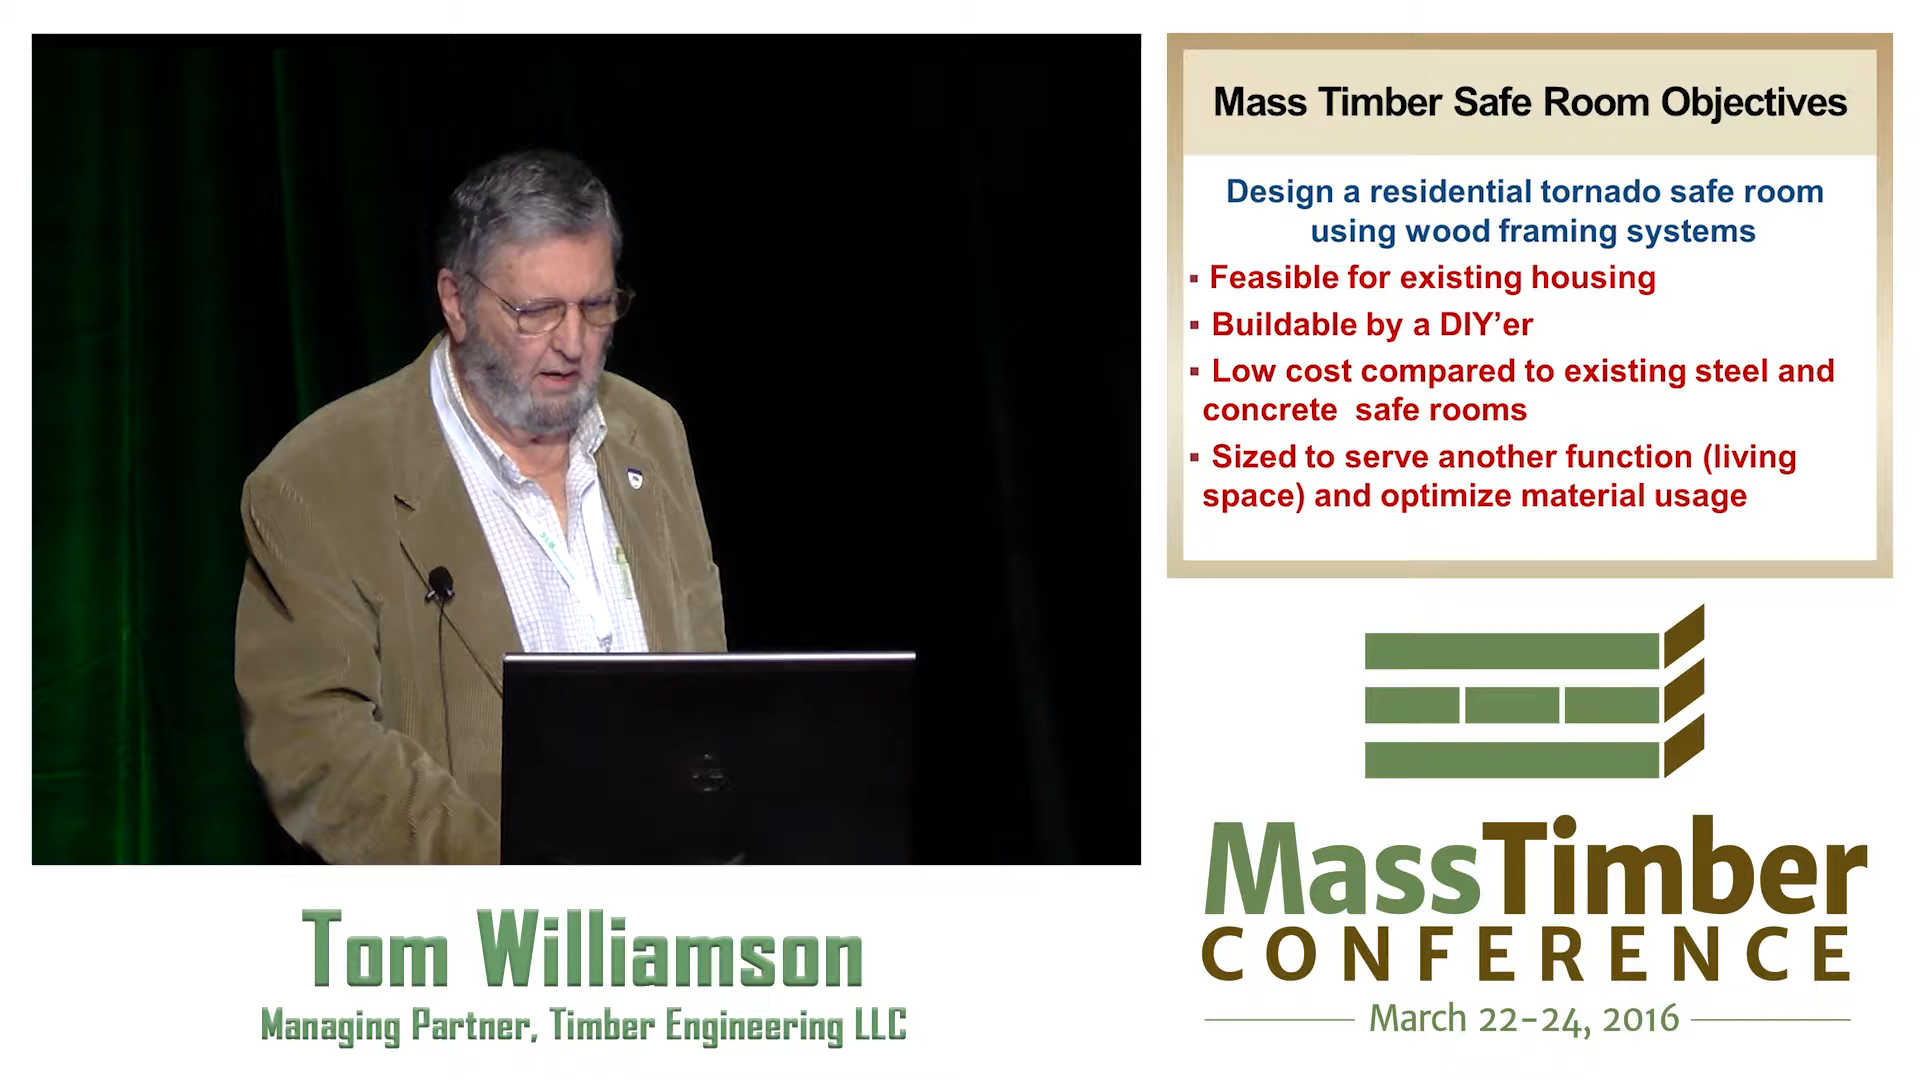 Mass Timber Safe Room Objectives
Design a residential tornado safe room
using wood framing systems
▪ Feasible for existing housing
▪ Buildable by a DIY’er
▪ Low cost compared to existing steel and
concrete safe rooms
▪ Sized to serve another function (living
space) and optimize material usage
MassTimber
CONFERENCE
March 22-24, 2016
Tom Williamson
Managing Partner, Timber Engineering LLC